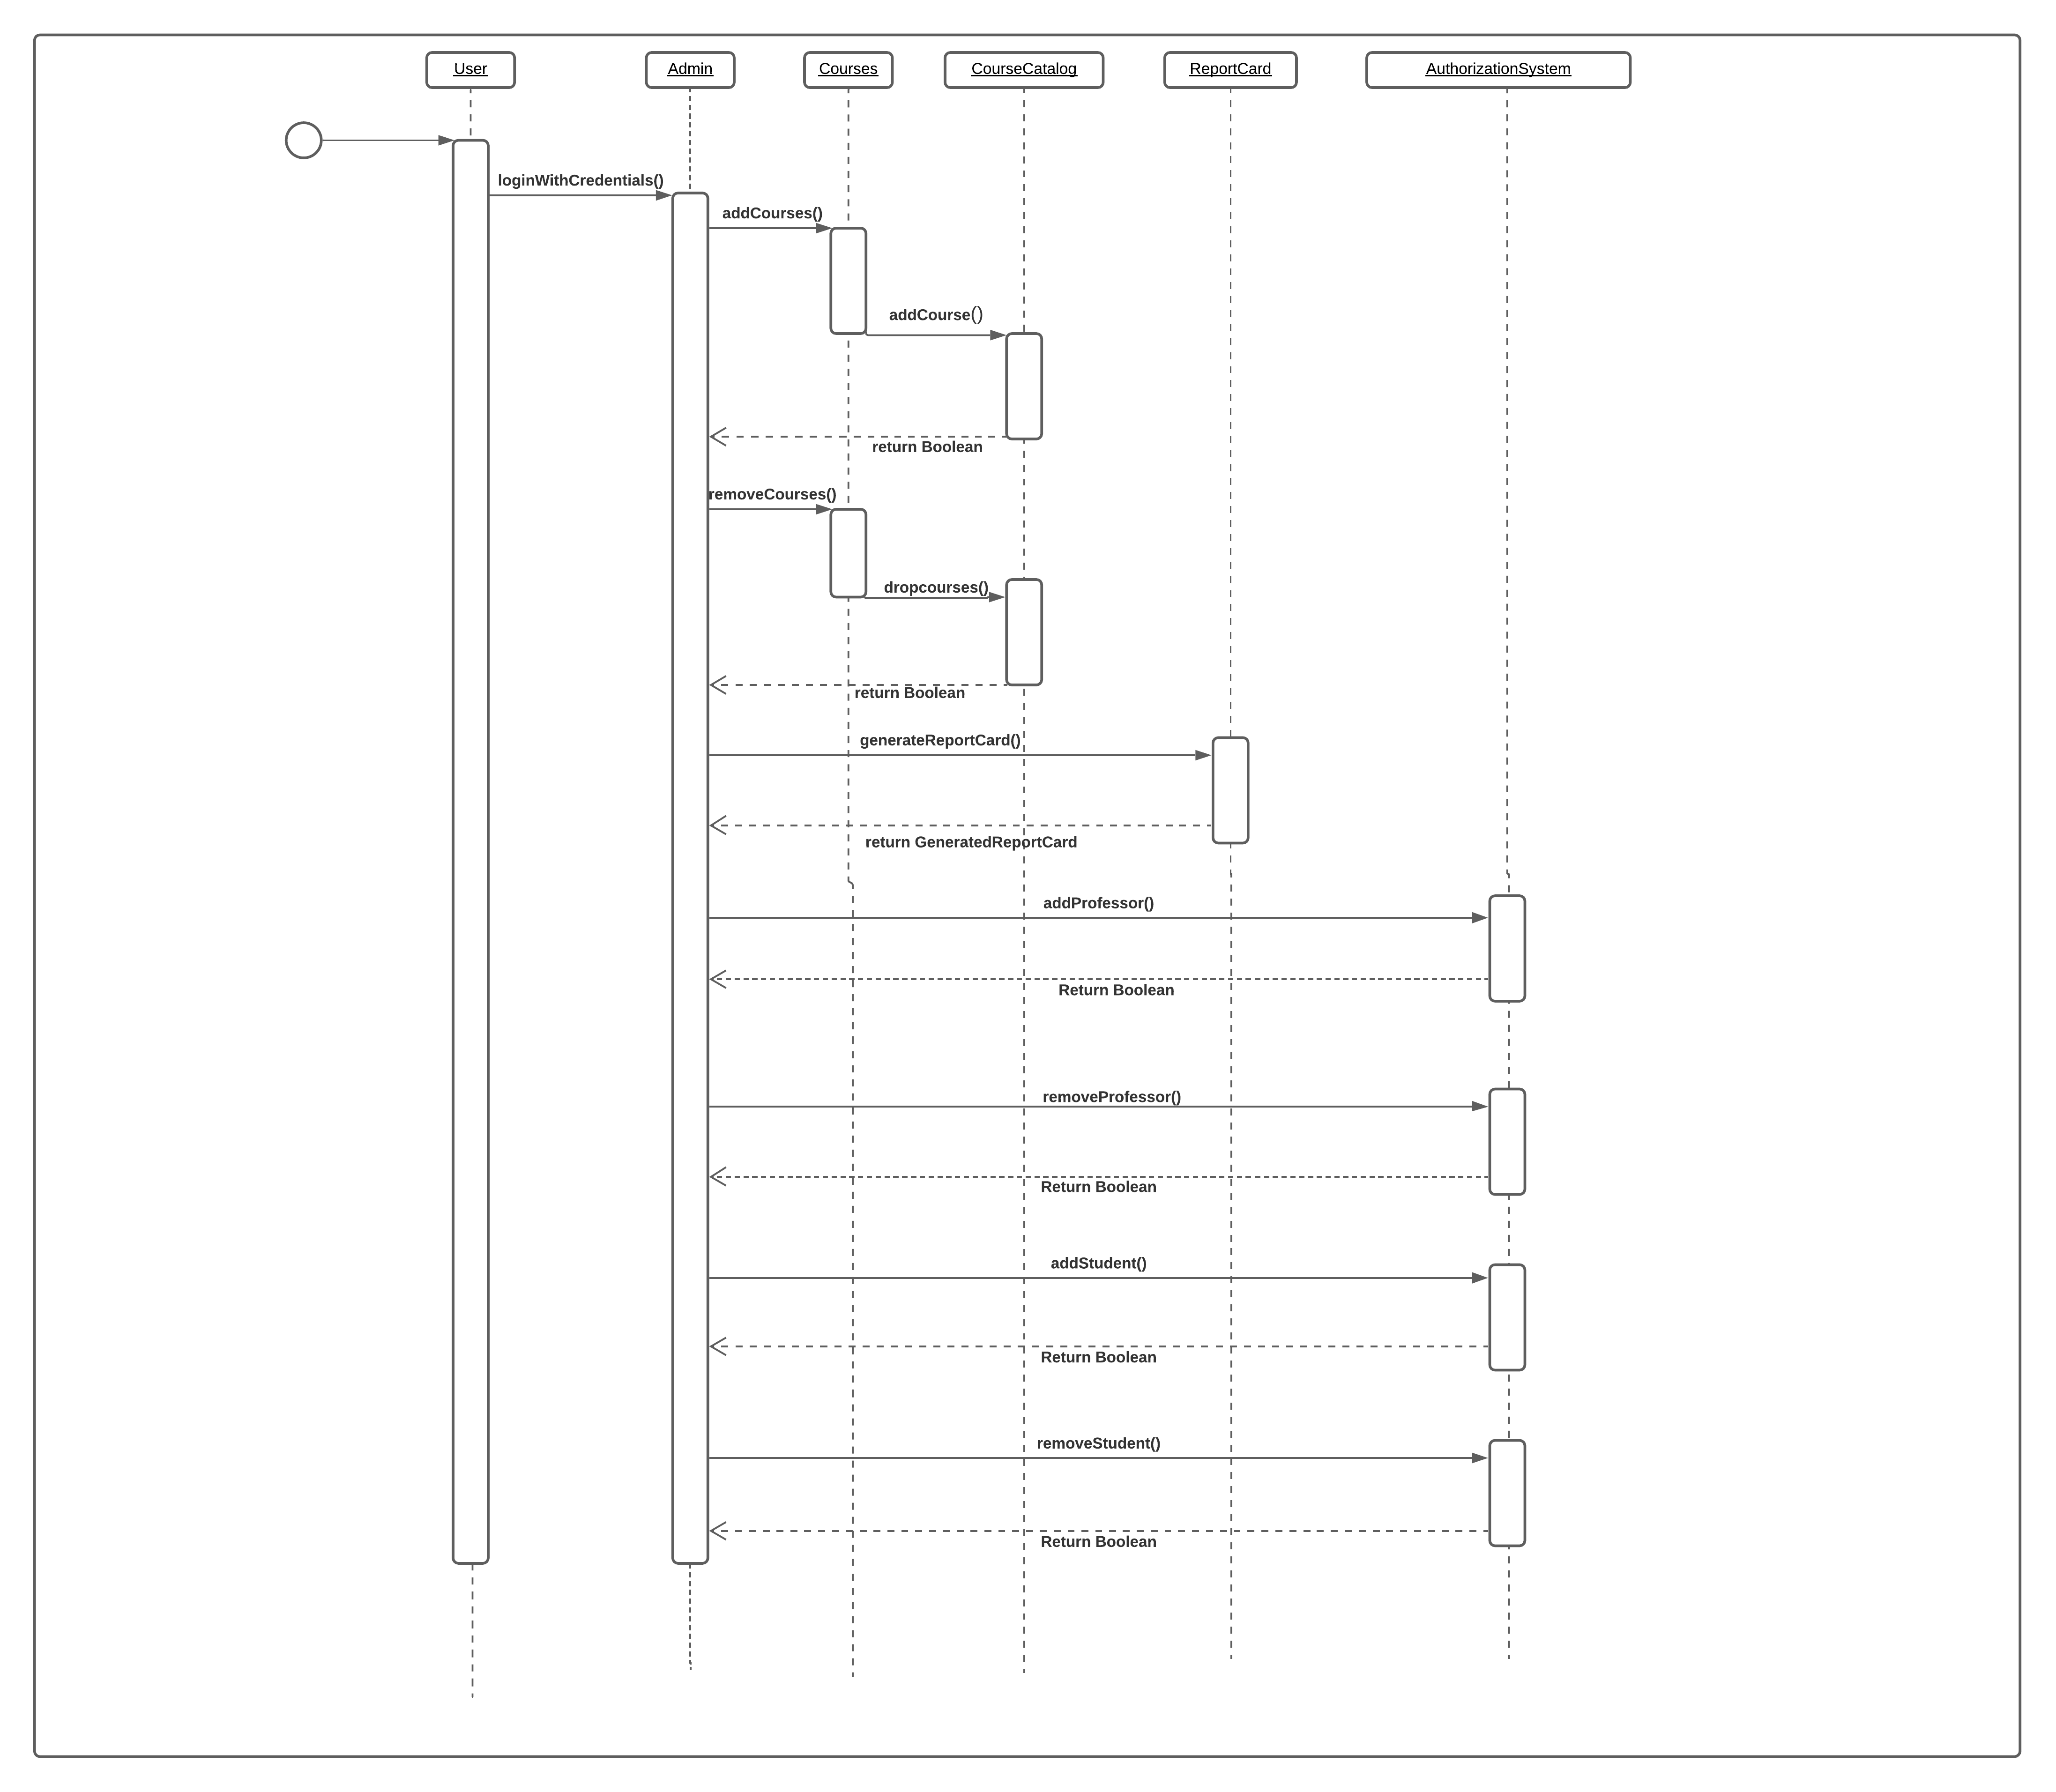 User
Admin
Courses
CourseCatalog
ReportCard
AuthorizationSystem
loginWithCredentials()
addCourses()
addCourse()
return Boolean
removeCourses()
dropcourses()
return Boolean
generateReportCard()
return GeneratedReportCard
addProfessor()
Return Boolean
removeProfessor()
Return Boolean
addStudent()
Return Boolean
removeStudent()
Return Boolean